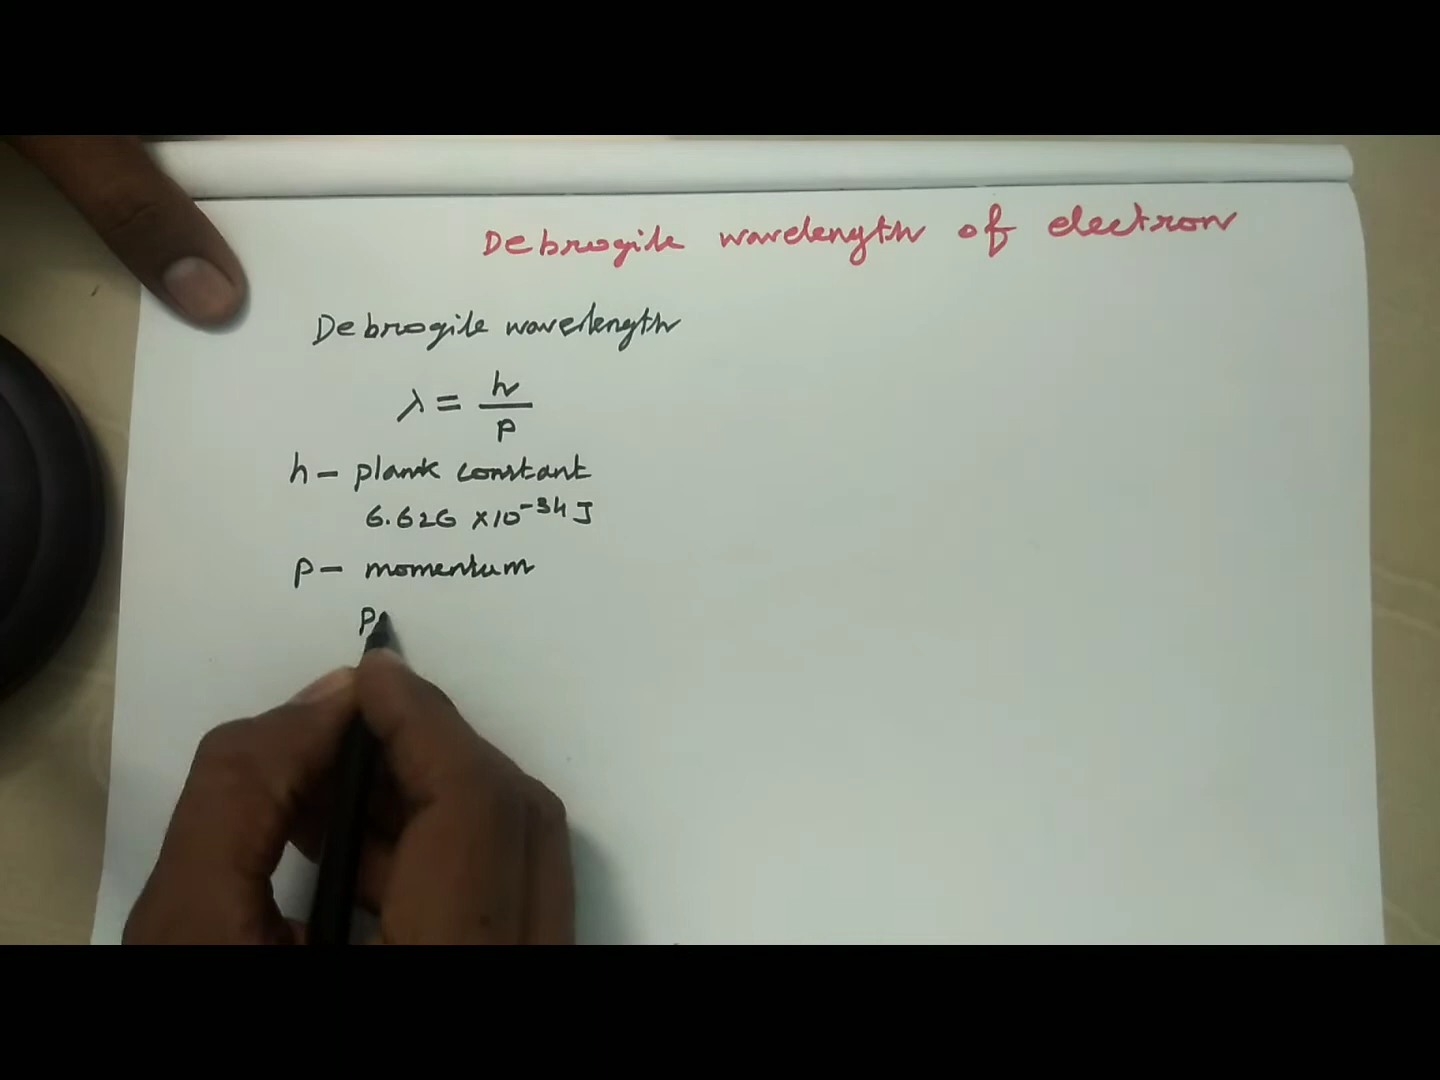 Debrogile wavelength of electron
Debrogile wavelength
λ = h
p
h - plank constant
6.626 ×10⁻³⁴ J
p - momentum
p